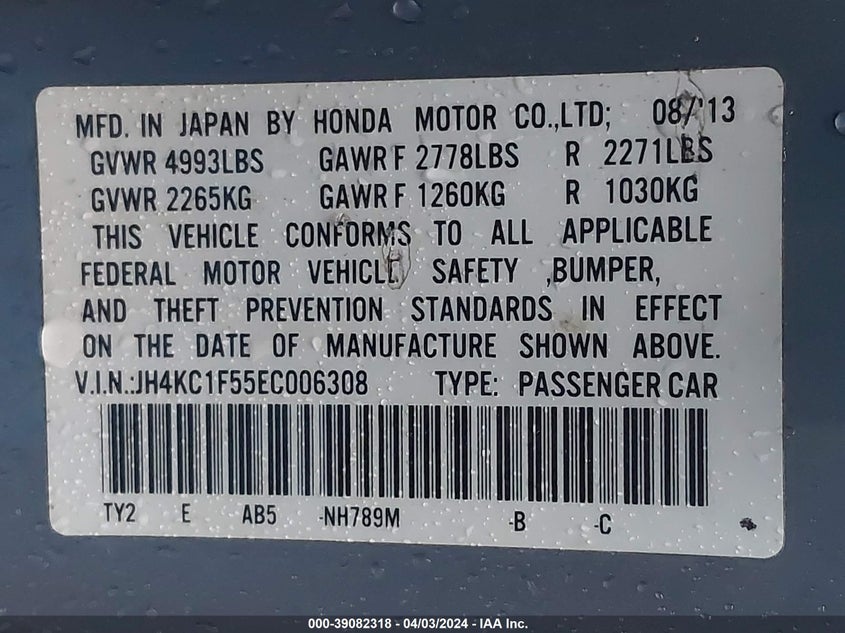 MFD. IN JAPAN BY HONDA MOTOR CO.,LTD; 08/'13
GVWR 4993LBS GAWR F 2778LBS R 2271LBS
GVWR 2265KG GAWR F 1260KG R 1030KG
THIS VEHICLE CONFORMS TO ALL APPLICABLE
FEDERAL MOTOR VEHICLE SAFETY ,BUMPER,
AND THEFT PREVENTION STANDARDS IN EFFECT
ON THE DATE OF MANUFACTURE SHOWN ABOVE.
V.I.N.:JH4KC1F55EC006308 TYPE: PASSENGER CAR
TY2 E AB5 -NH789M -B -C
000-39082318 - 04/03/2024 - IAA Inc.